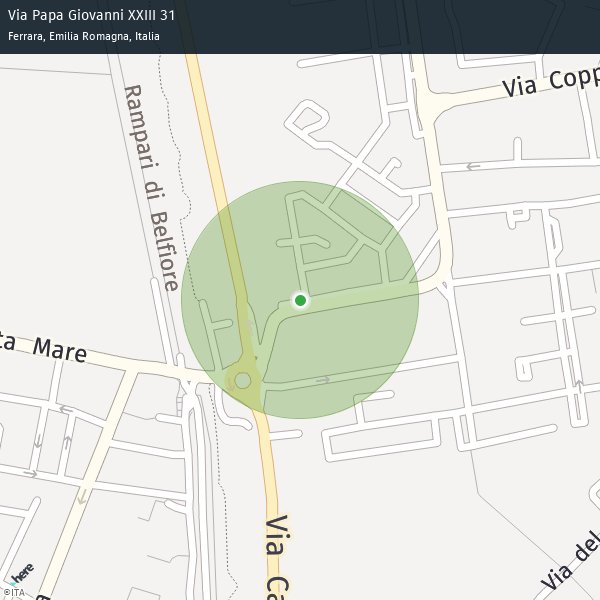 Via Papa Giovanni XXIII 31
Ferrara, Emilia Romagna, Italia
Via Copp
Rampari di Belfiore
ta Mare
Via Ca
Via del
here
©ITA